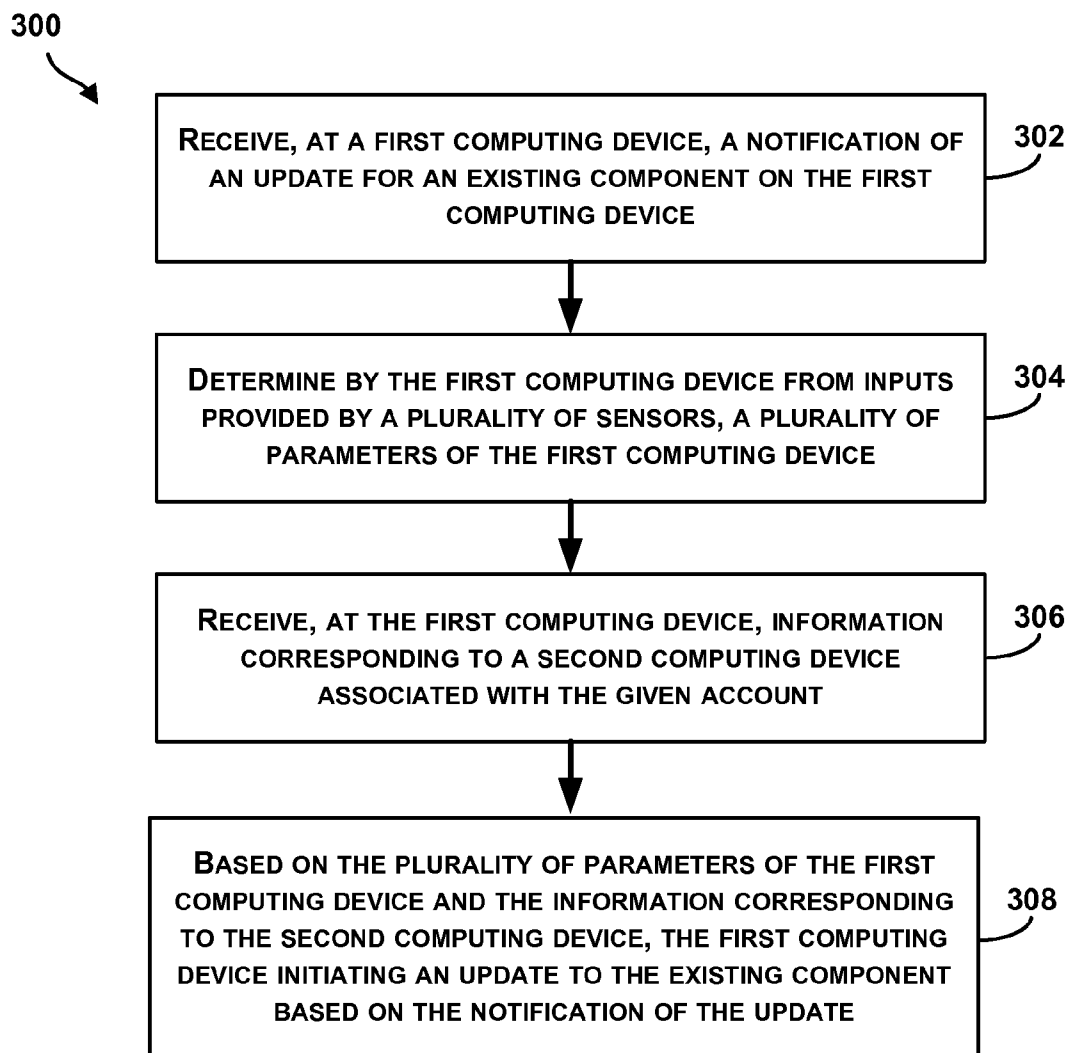 300
RECEIVE, AT A FIRST COMPUTING DEVICE, A NOTIFICATION OF
AN UPDATE FOR AN EXISTING COMPONENT ON THE FIRST
COMPUTING DEVICE
302
DETERMINE BY THE FIRST COMPUTING DEVICE FROM INPUTS
PROVIDED BY A PLURALITY OF SENSORS, A PLURALITY OF
PARAMETERS OF THE FIRST COMPUTING DEVICE
304
RECEIVE, AT THE FIRST COMPUTING DEVICE, INFORMATION
CORRESPONDING TO A SECOND COMPUTING DEVICE
ASSOCIATED WITH THE GIVEN ACCOUNT
306
BASED ON THE PLURALITY OF PARAMETERS OF THE FIRST
COMPUTING DEVICE AND THE INFORMATION CORRESPONDING
TO THE SECOND COMPUTING DEVICE, THE FIRST COMPUTING
DEVICE INITIATING AN UPDATE TO THE EXISTING COMPONENT
BASED ON THE NOTIFICATION OF THE UPDATE
308